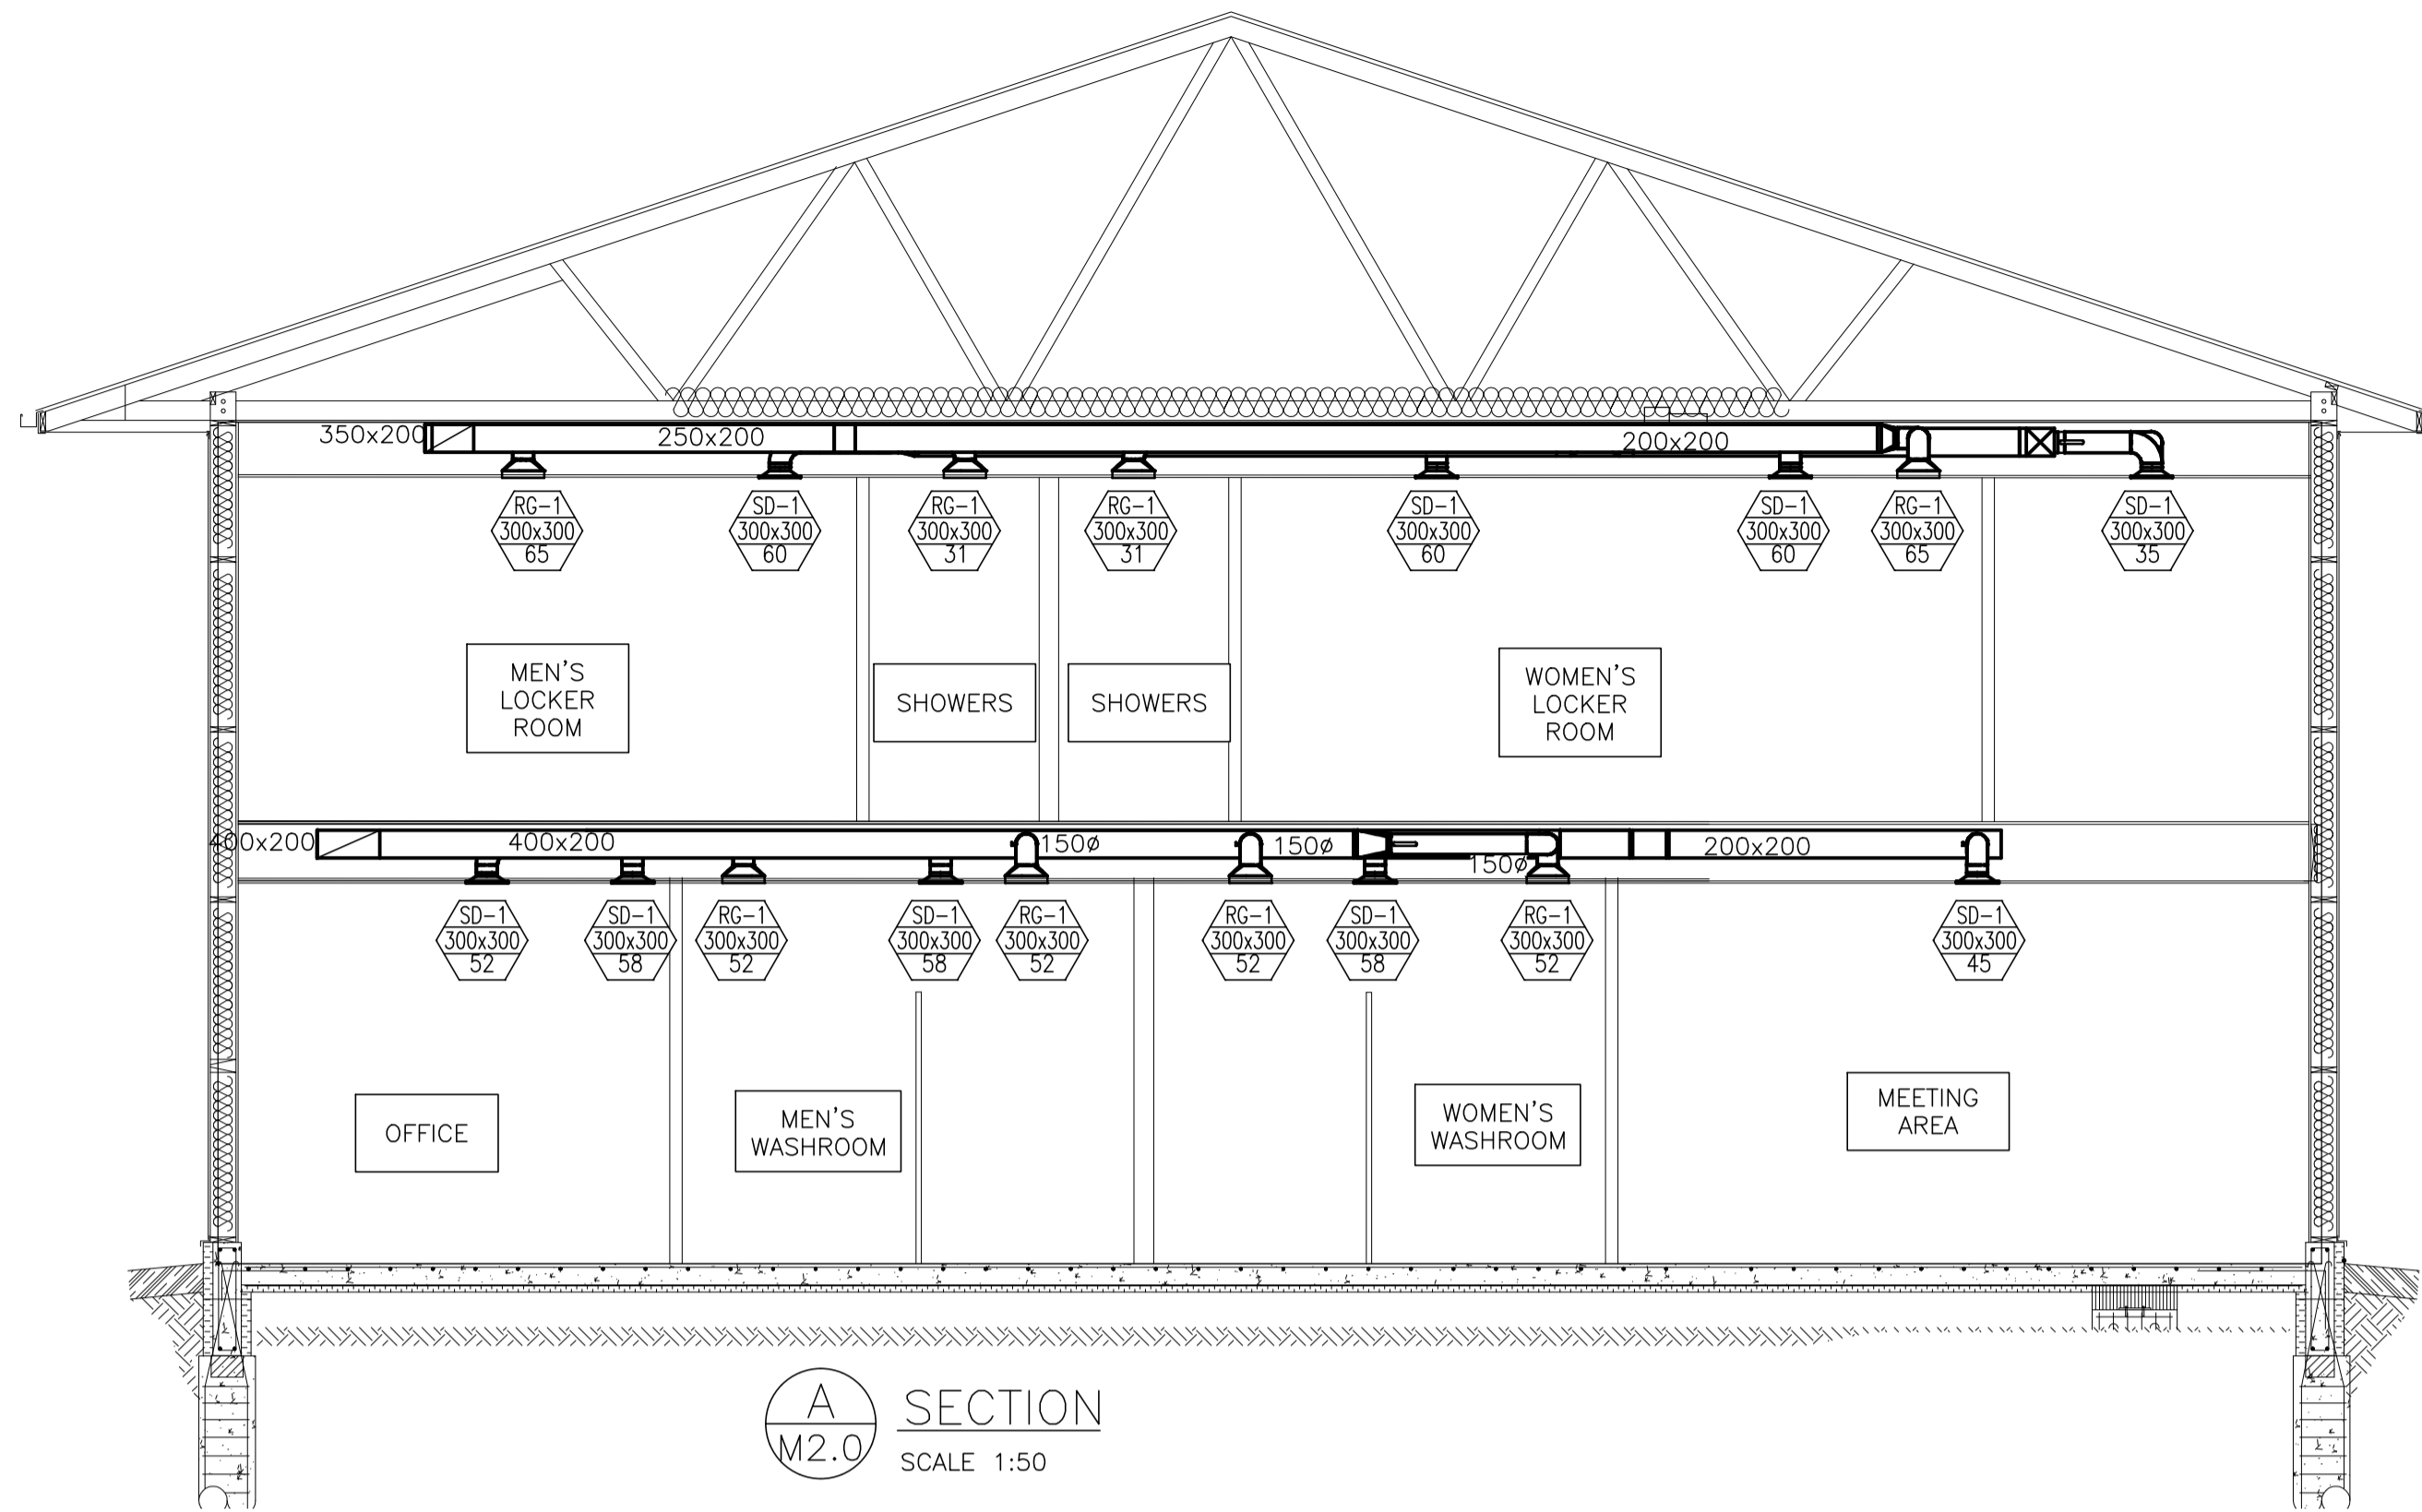 350x200
250x200
200x200
RG-1
300x300
65
SD-1
300x300
60
RG-1
300x300
31
RG-1
300x300
31
SD-1
300x300
60
SD-1
300x300
60
RG-1
300x300
65
SD-1
300x300
35
MEN'S
LOCKER
ROOM
SHOWERS
SHOWERS
WOMEN'S
LOCKER
ROOM
400x200
400x200
150ø
150ø
150ø
200x200
SD-1
300x300
52
SD-1
300x300
58
RG-1
300x300
52
SD-1
300x300
58
RG-1
300x300
52
RG-1
300x300
52
SD-1
300x300
58
RG-1
300x300
52
SD-1
300x300
45
OFFICE
MEN'S
WASHROOM
WOMEN'S
WASHROOM
MEETING
AREA
A
M2.0
SECTION
SCALE 1:50